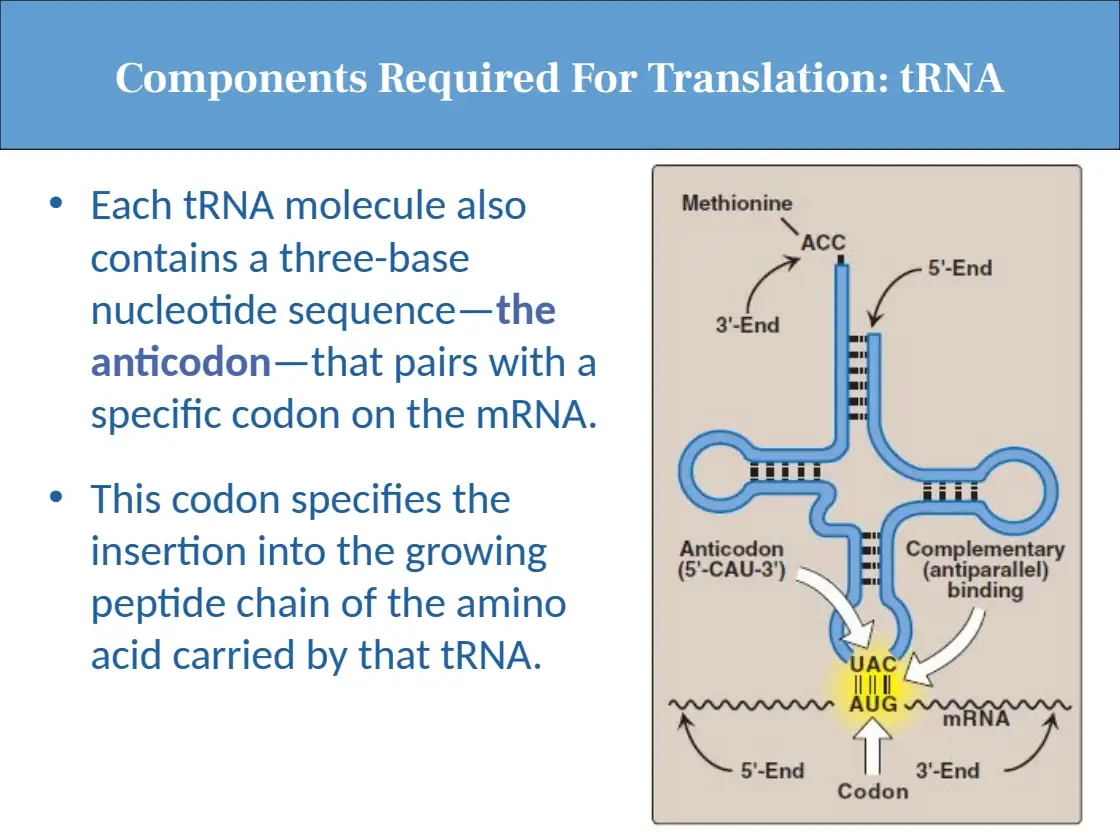 Components Required For Translation: tRNA
• Each tRNA molecule also
contains a three-base
nucleotide sequence—the
anticodon—that pairs with a
specific codon on the mRNA.
• This codon specifies the
insertion into the growing
peptide chain of the amino
acid carried by that tRNA.
Methionine
ACC
5'-End
3'-End
Anticodon
(5'-CAU-3')
Complementary
(antiparallel)
binding
UAC
AUG
mRNA
5'-End
3'-End
Codon